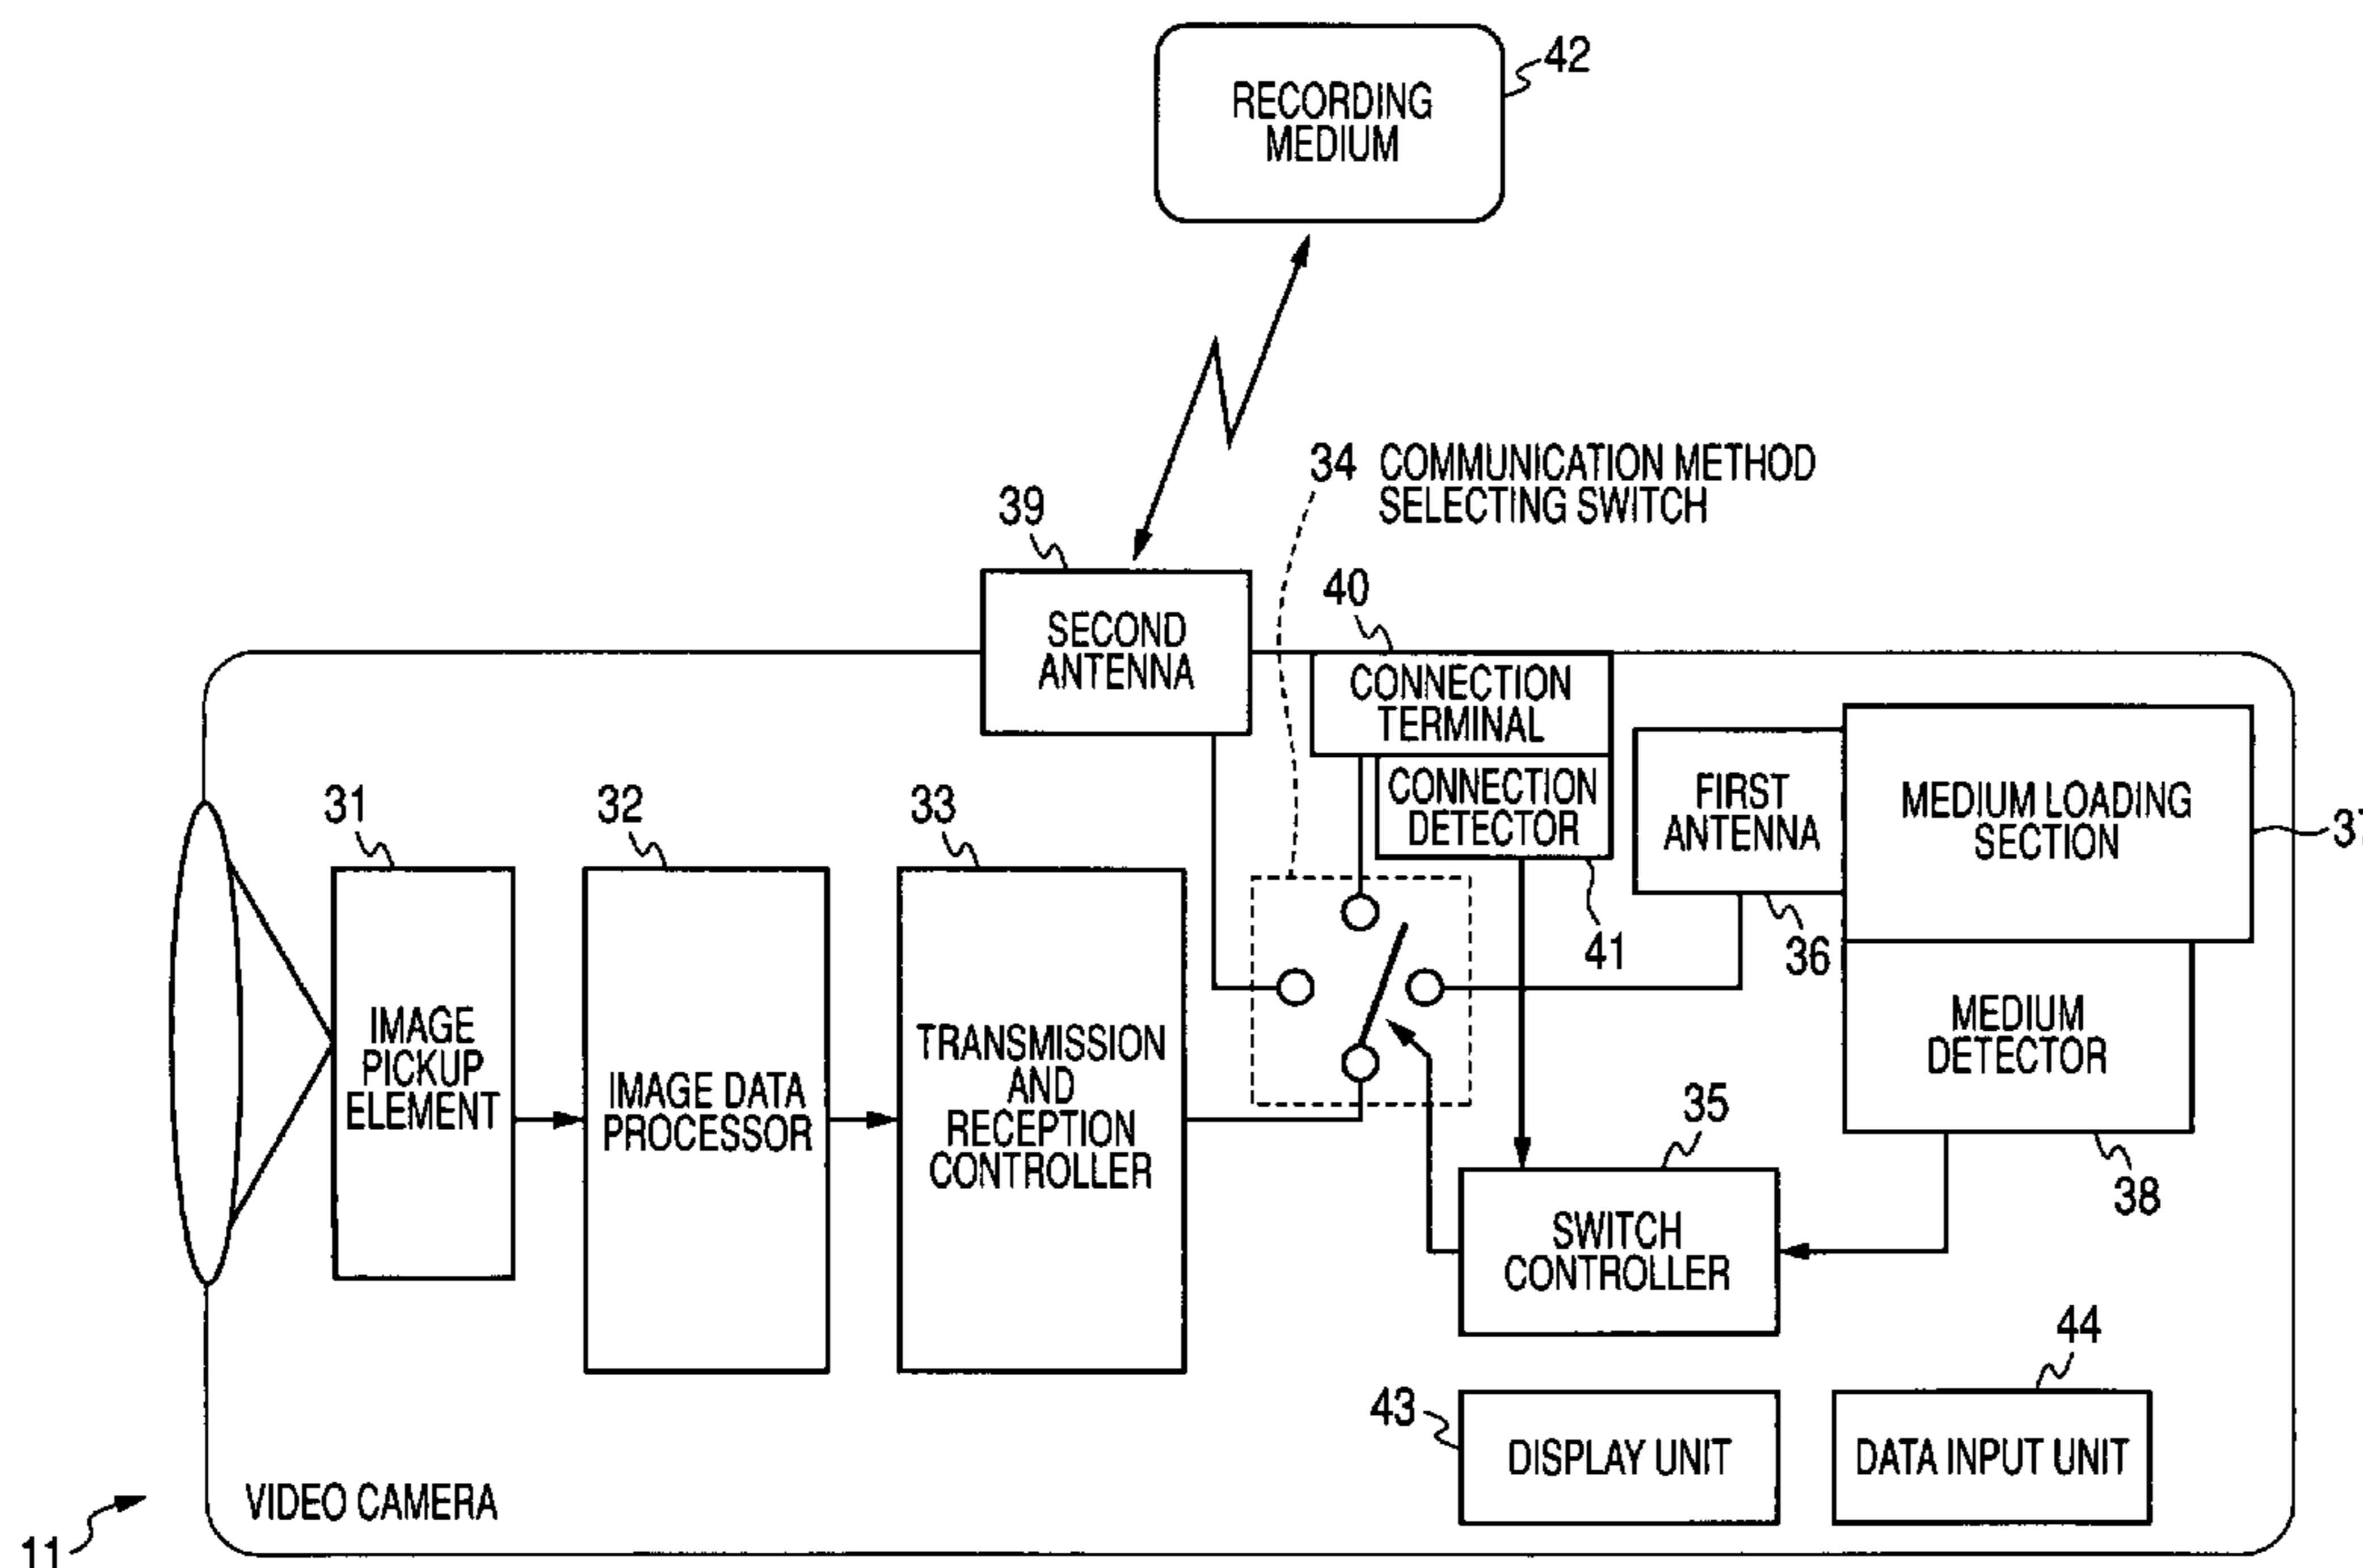 42
RECORDING
MEDIUM
34 COMMUNICATION METHOD
SELECTING SWITCH
39
SECOND
ANTENNA
40
CONNECTION
TERMINAL
CONNECTION
DETECTOR
41
FIRST
ANTENNA
36
MEDIUM LOADING
SECTION
37
MEDIUM
DETECTOR
38
31
IMAGE
PICKUP
ELEMENT
32
IMAGE DATA
PROCESSOR
33
TRANSMISSION
AND
RECEPTION
CONTROLLER
35
SWITCH
CONTROLLER
43
DISPLAY UNIT
44
DATA INPUT UNIT
VIDEO CAMERA
11